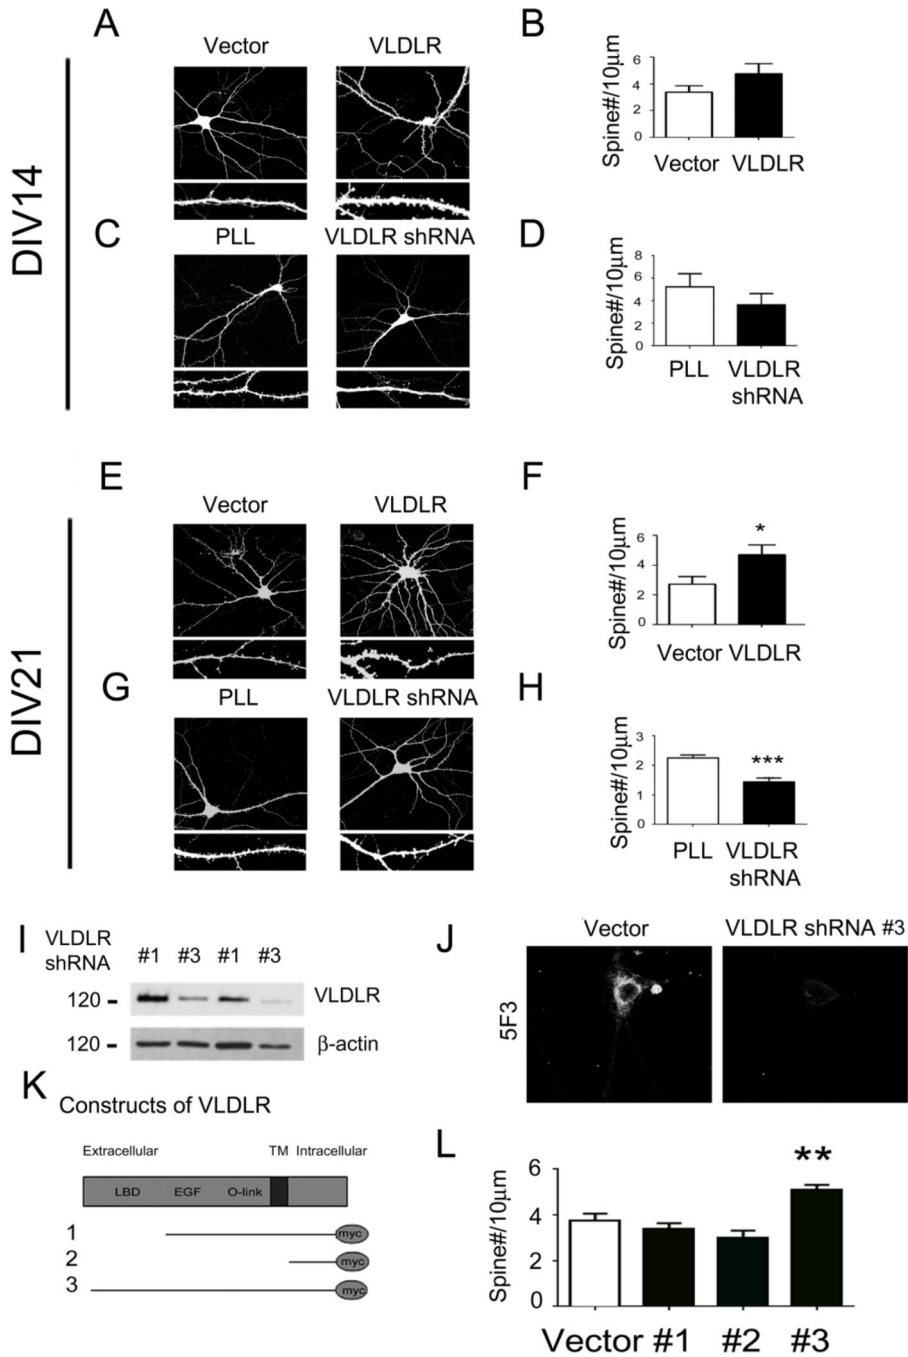 A
B
Vector VLDLR
Spine#/10µm
6
4
2
0
Vector VLDLR
DIV14
C
D
PLL VLDLR shRNA
Spine#/10µm
8
6
4
2
0
PLL VLDLR
shRNA
E
F
Vector VLDLR
Spine#/10µm
6
4
2
0
*
Vector VLDLR
DIV21
G
H
PLL VLDLR shRNA
Spine#/10µm
3
2
1
0
***
PLL VLDLR
shRNA
I
VLDLR
shRNA
#1 #3 #1 #3
120 - VLDLR
120 - β-actin
J
Vector VLDLR shRNA #3
5F3
K
Constructs of VLDLR
Extracellular TM Intracellular
LBD EGF O-link
1 myc
2 myc
3 myc
L
Spine#/10µm
6
4
2
0
**
Vector #1 #2 #3